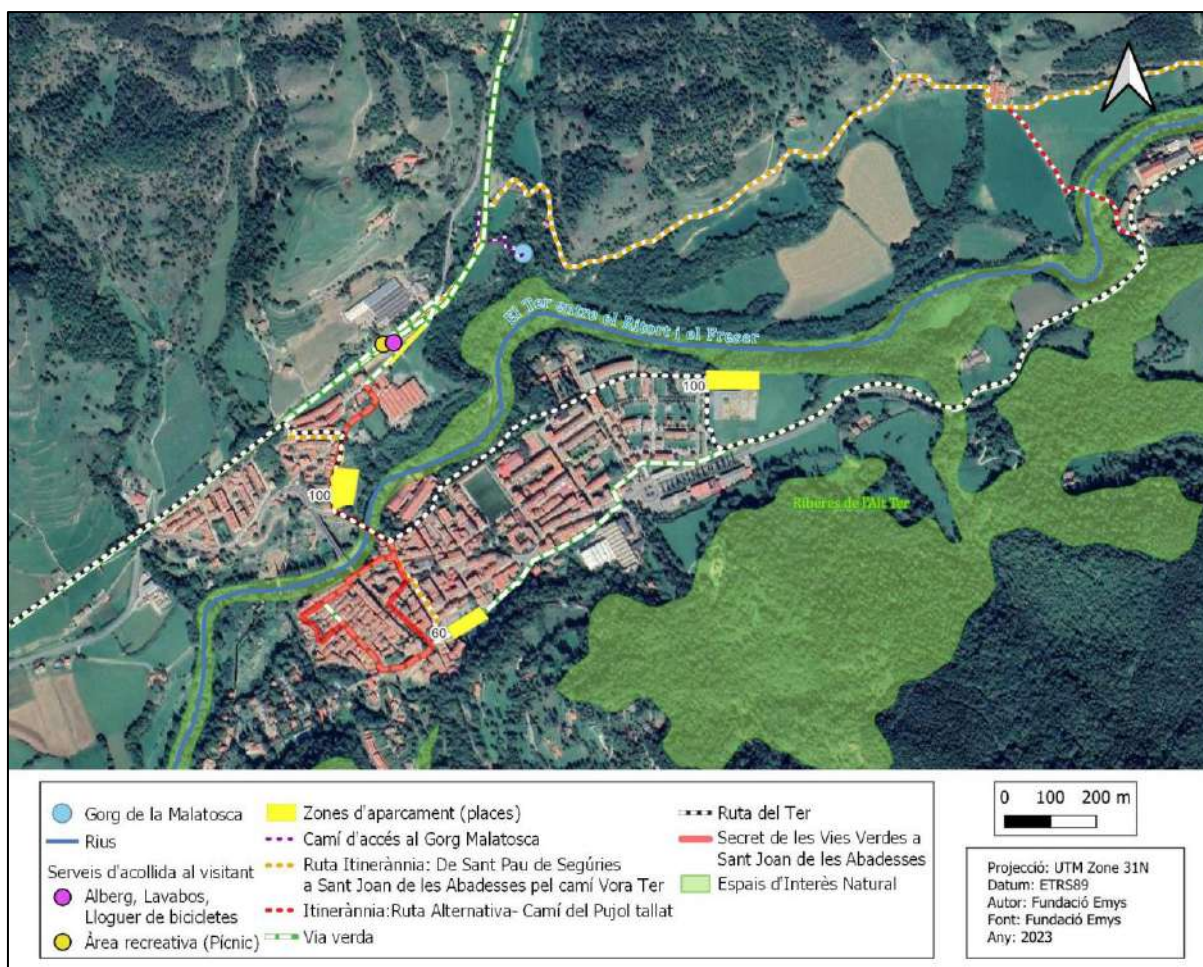 El Ter entre el Ritort i el Freser
100
100
Riberes de l'Alt Ter
60
Gorg de la Malatosca
Rius
Serveis d'acollida al visitant
Alberg, Lavabos,
Lloguer de bicicletes
Àrea recreativa (Pícnic)
Zones d'aparcament (places)
Camí d'accés al Gorg Malatosca
Ruta Itinerànnia: De Sant Pau de Segúries
a Sant Joan de les Abadesses pel camí Vora Ter
Itinerànnia:Ruta Alternativa- Camí del Pujol tallat
Via verda
Ruta del Ter
Secret de les Vies Verdes a
Sant Joan de les Abadesses
Espais d'Interès Natural
0 100 200 m
Projecció: UTM Zone 31N
Datum: ETRS89
Autor: Fundació Emys
Font: Fundació Emys
Any: 2023